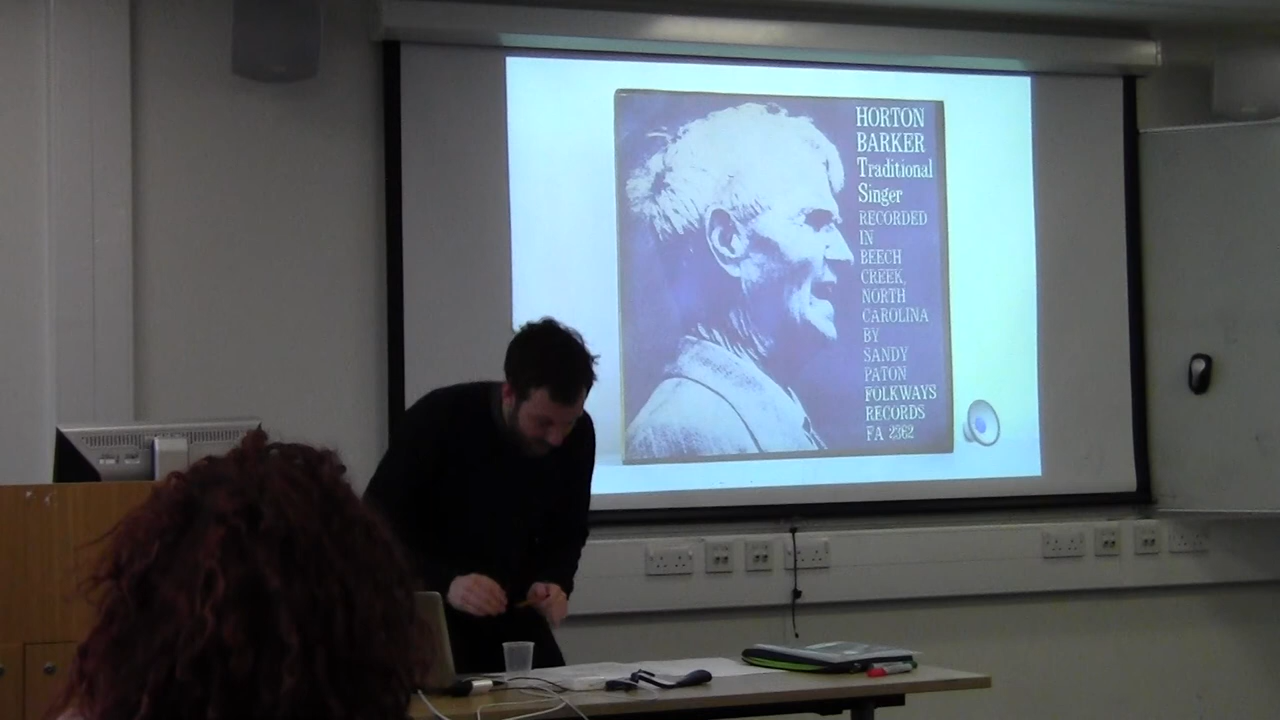 HORTON
BARKER
Traditional
Singer
RECORDED
IN
BEECH
CREEK,
NORTH
CAROLINA
BY
SANDY
PATON
FOLKWAYS
RECORDS
FA 2362